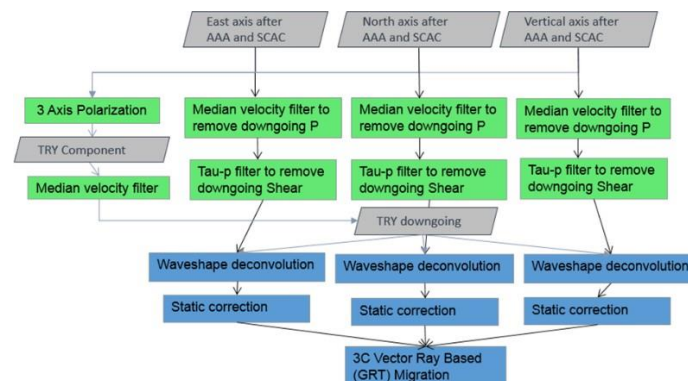 East axis after
AAA and SCAC
North axis after
AAA and SCAC
Vertical axis after
AAA and SCAC
3 Axis Polarization
Median velocity filter to
remove downgoing P
Median velocity filter to
remove downgoing P
Median velocity filter to
remove downgoing P
TRY Component
Median velocity filter
Tau-p filter to remove
downgoing Shear
Tau-p filter to remove
downgoing Shear
Tau-p filter to remove
downgoing Shear
TRY downgoing
Waveshape deconvolution
Waveshape deconvolution
Waveshape deconvolution
Static correction
Static correction
Static correction
3C Vector Ray Based
(GRT) Migration